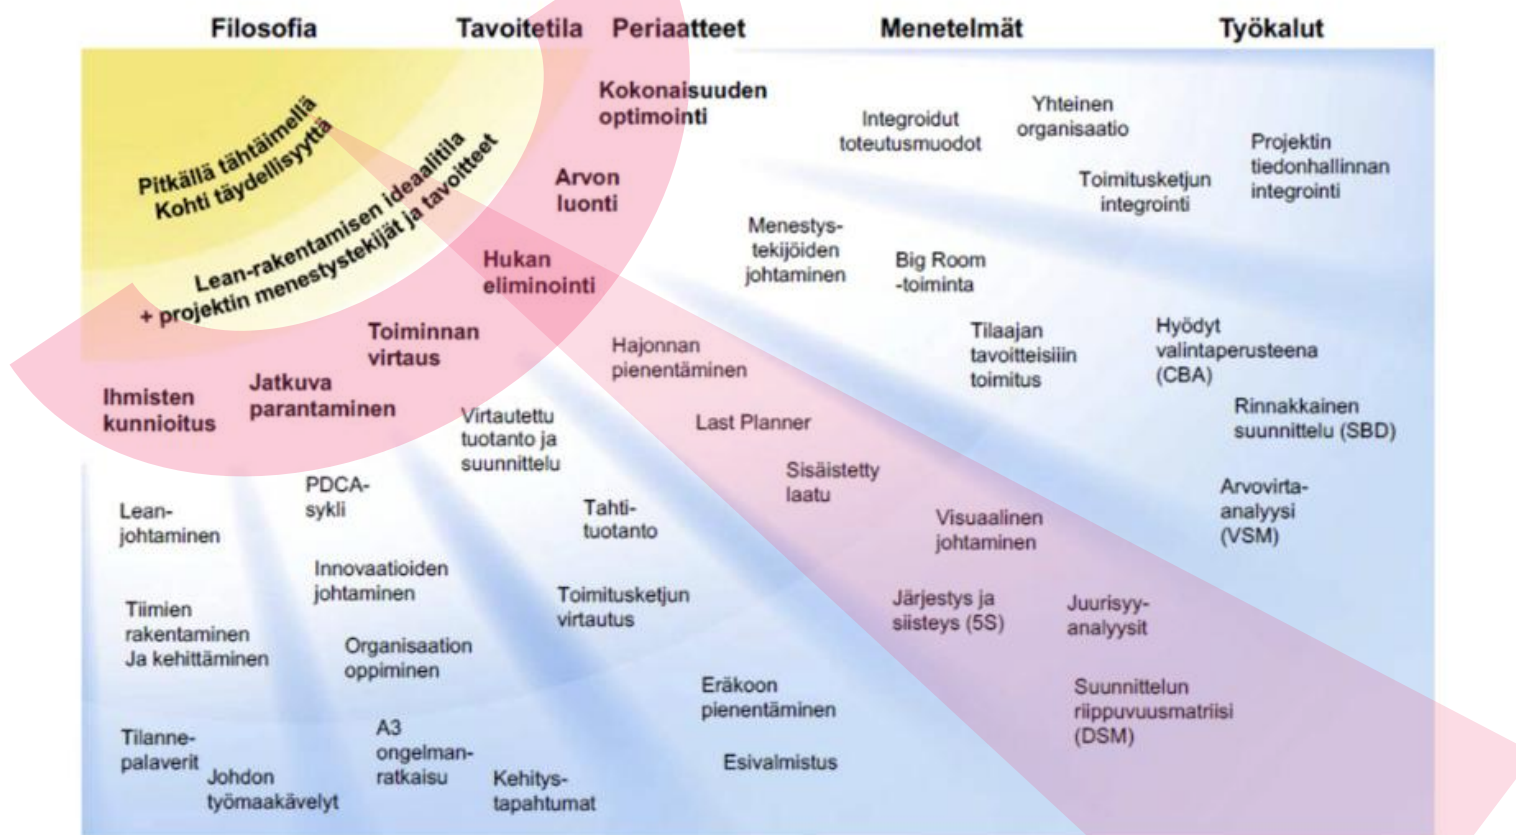 Filosofia
Tavoitetila
Periaatteet
Menetelmät
Työkalut
Pitkällä tähtäimellä
Kohti täydellisyyttä
Lean-rakentamisen ideaalitila
+ projektin menestystekijät ja tavoitteet
Kokonaisuuden
optimointi
Arvon
luonti
Hukan
eliminointi
Toiminnan
virtaus
Jatkuva
parantaminen
Ihmisten
kunnioitus
Integroidut
toteutusmuodot
Yhteinen
organisaatio
Toimitusketjun
integrointi
Projektin
tiedonhallinnan
integrointi
Menestys-
tekijöiden
johtaminen
Big Room
-toiminta
Tilaajan
tavoitteisiiin
toimitus
Hyödyt
valintaperusteena
(CBA)
Rinnakkainen
suunnittelu (SBD)
Arvovirta-
analyysi
(VSM)
Hajonnan
pienentäminen
Last Planner
Sisäistetty
laatu
Visuaalinen
johtaminen
Järjestys ja
siisteys (5S)
Juurisyy-
analyysit
Suunnittelun
riippuvuusmatriisi
(DSM)
Virtautettu
tuotanto ja
suunnittelu
Tahti-
tuotanto
Toimitusketjun
virtautus
Eräkoon
pienentäminen
Esivalmistus
PDCA-
sykli
Innovaatioiden
johtaminen
Organisaation
oppiminen
A3
ongelman-
ratkaisu
Kehitys-
tapahtumat
Lean-
johtaminen
Tiimien
rakentaminen
Ja kehittäminen
Tilanne-
palaverit
Johdon
työmaakävelyt